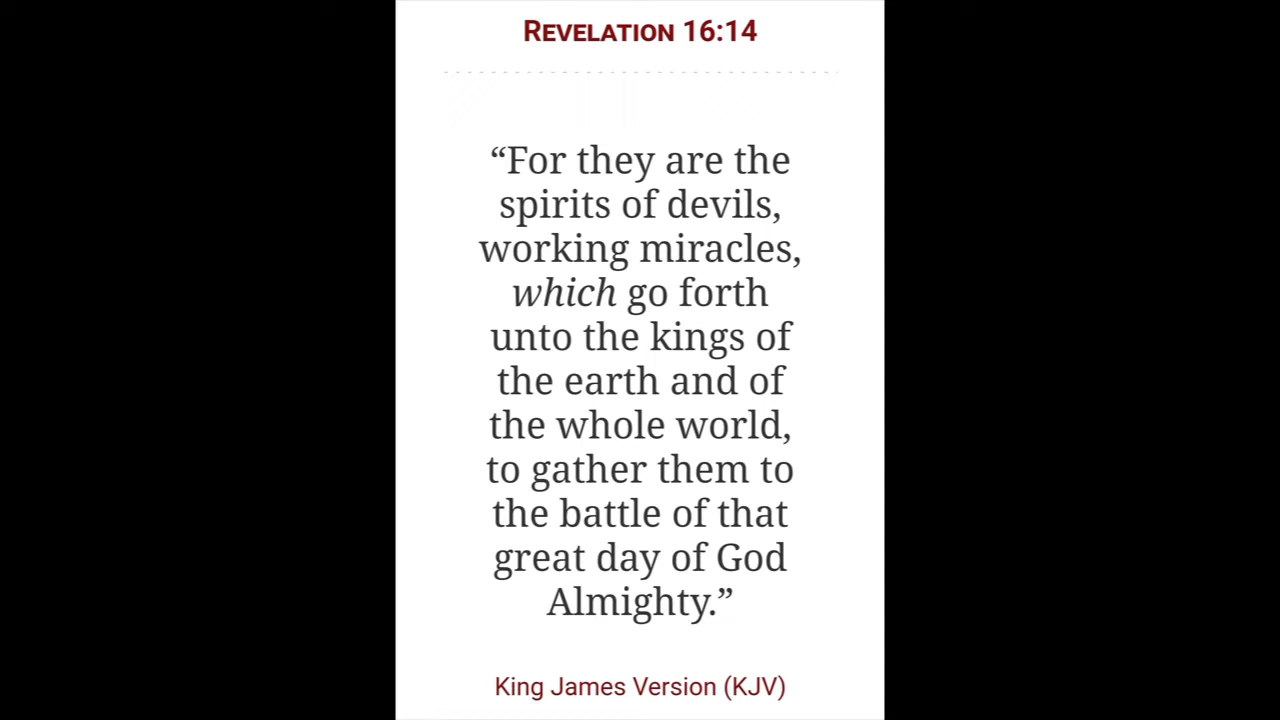 REVELATION 16:14
“For they are the
spirits of devils,
working miracles,
which go forth
unto the kings of
the earth and of
the whole world,
to gather them to
the battle of that
great day of God
Almighty.”
King James Version (KJV)